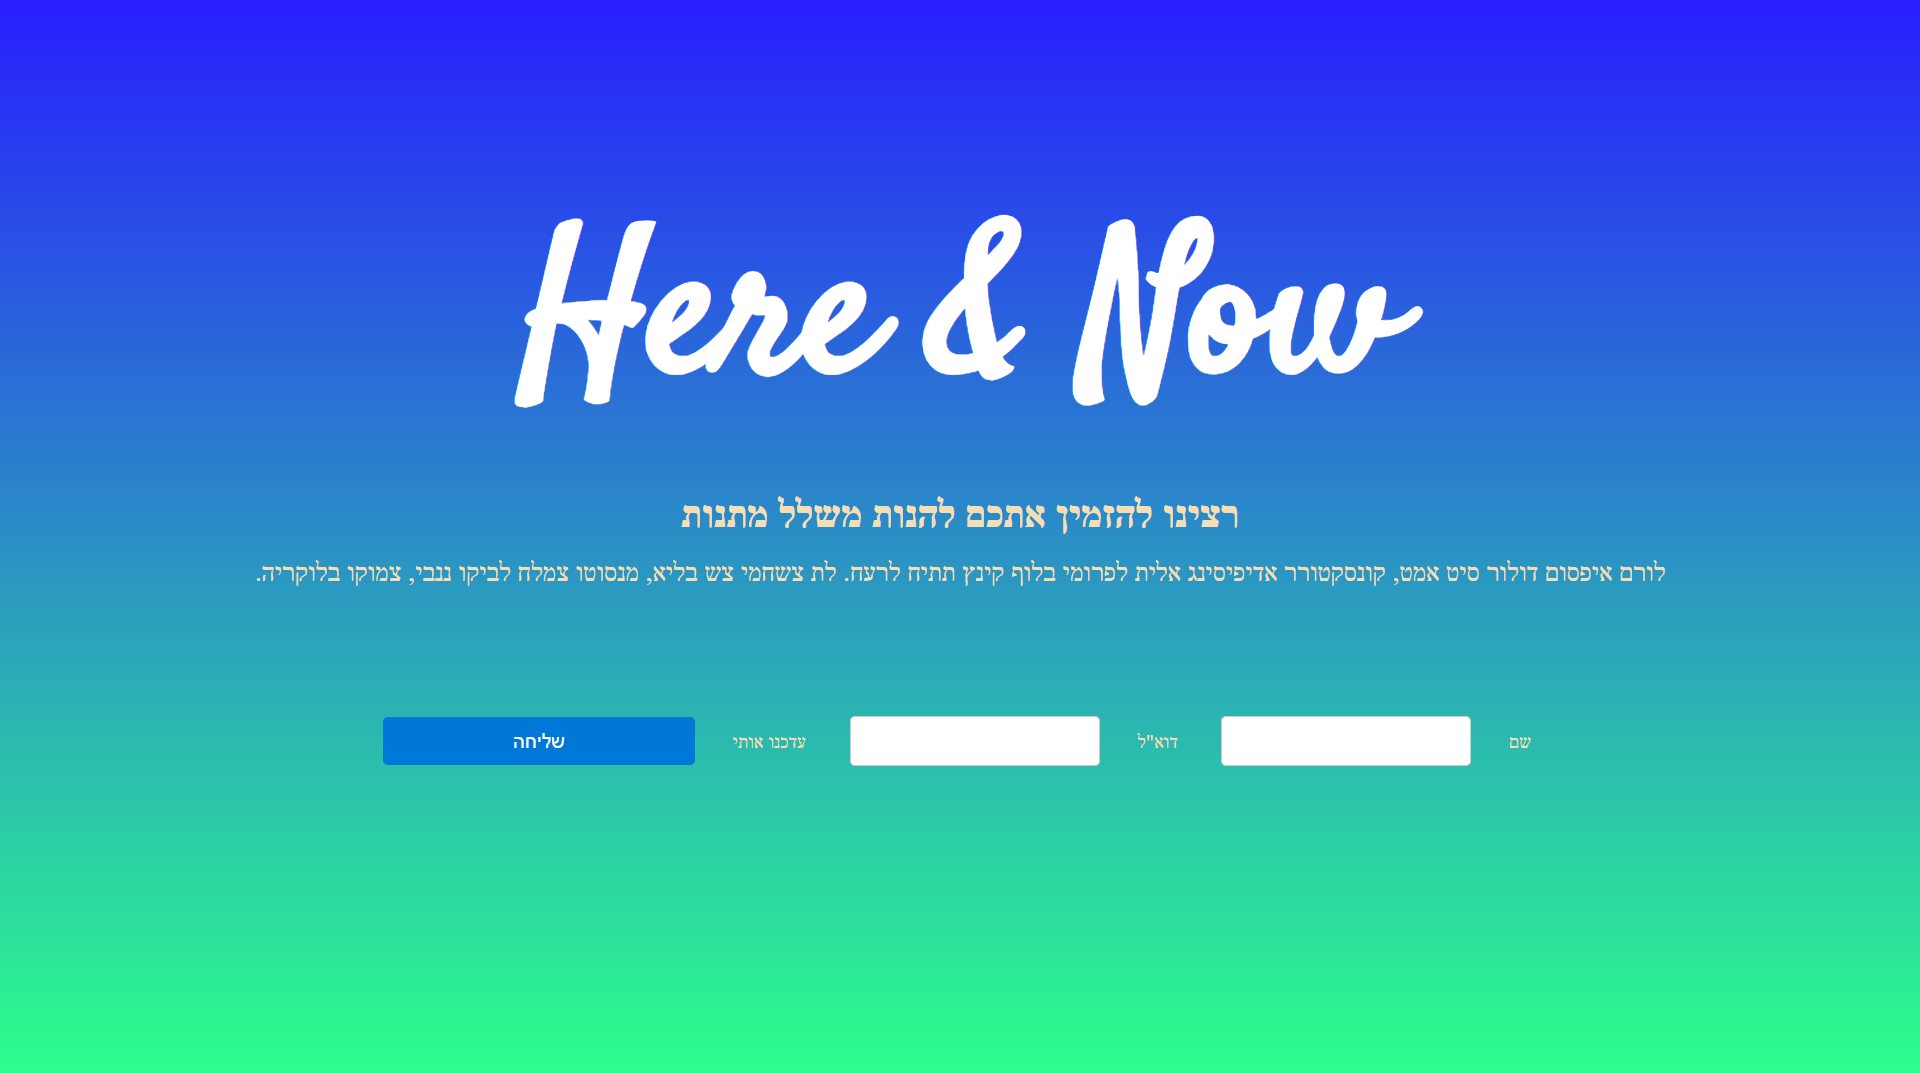 Here & Now
רצינו להזמין אתכם להנות משלל מתנות
לורם איפסום דולור סיט אמט, קונסקטורר אדיפיסינג אלית לפרומי בלוף קינץ תתיח לרעח. לת צשחמי צש בליא, מנסוטו צמלח לביקו ננבי, צמוקו בלוקריה.
שם דוא"ל עדכנו אותי שליחה